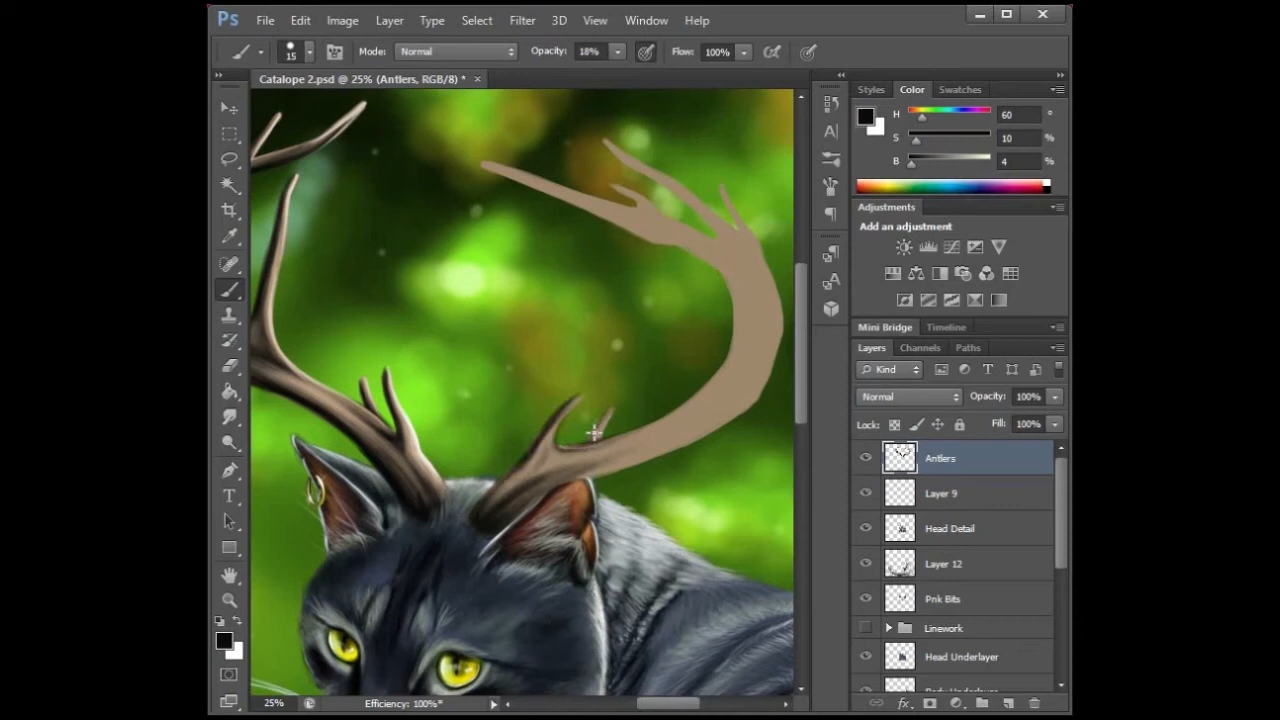 Ps File Edit Image Layer Type Select Filter 3D View Window Help
15 Mode: Normal Opacity: 18% Flow: 100%
Catalope 2.psd @ 25% (Antlers, RGB/8) *
Styles Color Swatches
H 60 °
S 10 %
B 4 %
Adjustments
Add an adjustment
Mini Bridge Timeline
Layers Channels Paths
Kind
Normal Opacity: 100%
Lock: Fill: 100%
Antlers
Layer 9
Head Detail
Layer 12
Pnk Bits
Linework
Head Underlayer
Body Underlayer
25% Efficiency: 100%*